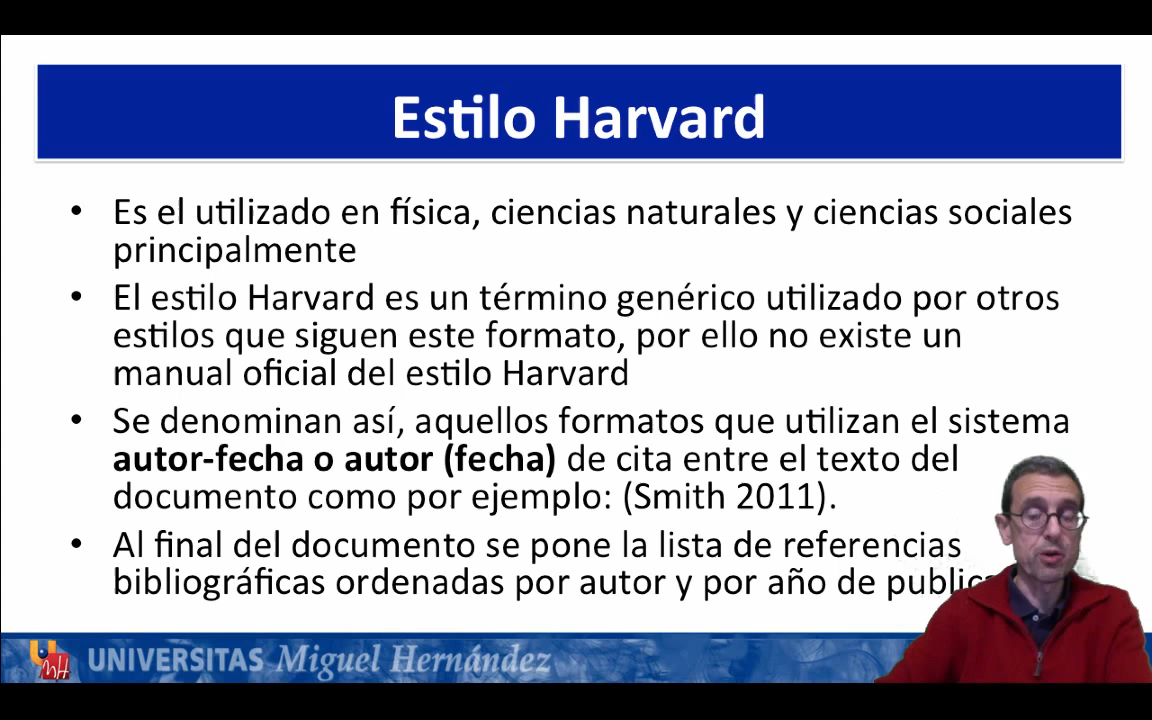 Estilo Harvard
• Es el utilizado en física, ciencias naturales y ciencias sociales
principalmente
• El estilo Harvard es un término genérico utilizado por otros
estilos que siguen este formato, por ello no existe un
manual oficial del estilo Harvard
• Se denominan así, aquellos formatos que utilizan el sistema
autor-fecha o autor (fecha) de cita entre el texto del
documento como por ejemplo: (Smith 2011).
• Al final del documento se pone la lista de referencias
bibliográficas ordenadas por autor y por año de
UNIVERSITAS Miguel Hernández